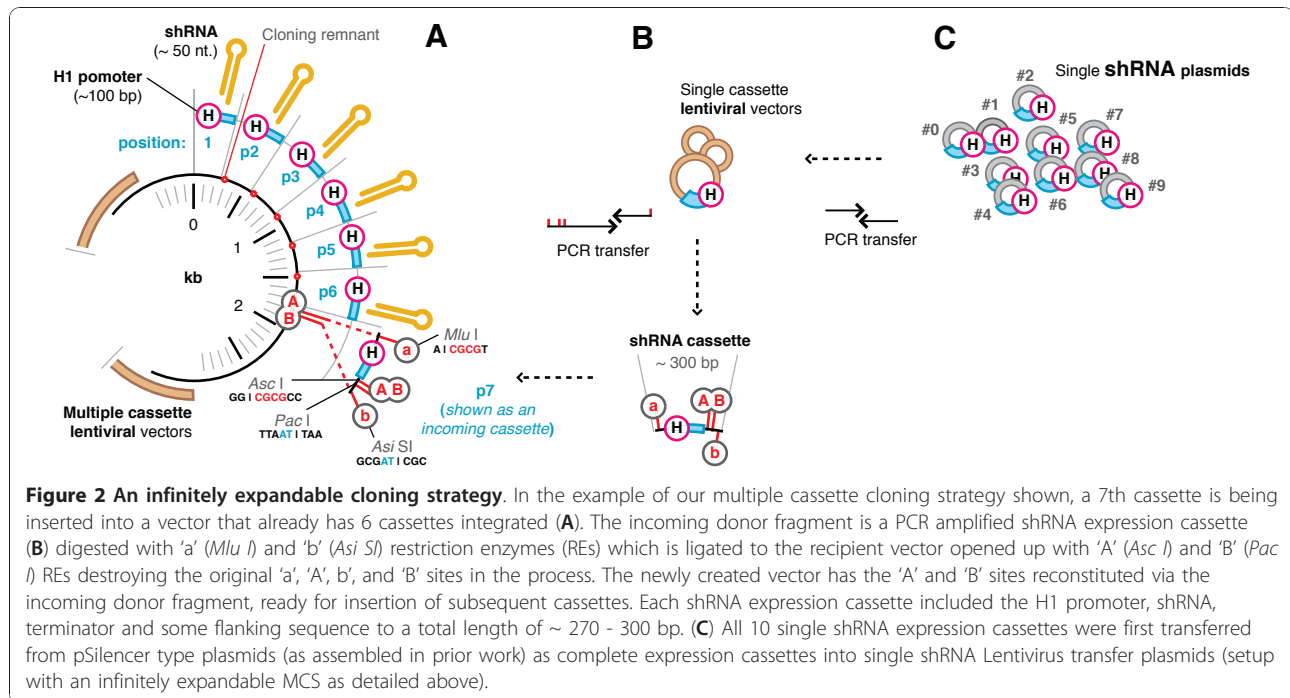 A
B
C
shRNA
(~ 50 nt.)
Cloning remnant
H1 pomoter
(~100 bp)
position:
1
p2
p3
p4
p5
p6
H
H
H
H
H
H
0
1
2
kb
A
B
Multiple cassette
lentiviral vectors
H
a
Mlu I
A I CGCGT
Asc I
GG I CGCGCC
A B
Pac I
TTAAT I TAA
b
Asi SI
GCGAT I CGC
p7
(shown as an
incoming cassette)
Single cassette
lentiviral vectors
H
PCR transfer
PCR transfer
shRNA cassette
~ 300 bp
a
A B
H
b
Single shRNA plasmids
#2
#1
#0
#5
#7
#3
#8
#4
#6
#9
H
H
H
H
H
H
H
H
H
H
Figure 2 An infinitely expandable cloning strategy. In the example of our multiple cassette cloning strategy shown, a 7th cassette is being
inserted into a vector that already has 6 cassettes integrated (A). The incoming donor fragment is a PCR amplified shRNA expression cassette
(B) digested with ‘a’ (Mlu I) and ‘b’ (Asi SI) restriction enzymes (REs) which is ligated to the recipient vector opened up with ‘A’ (Asc I) and ‘B’ (Pac
I) REs destroying the original ‘a’, ‘A’, b’, and ‘B’ sites in the process. The newly created vector has the ‘A’ and ‘B’ sites reconstituted via the
incoming donor fragment, ready for insertion of subsequent cassettes. Each shRNA expression cassette included the H1 promoter, shRNA,
terminator and some flanking sequence to a total length of ~ 270 - 300 bp. (C) All 10 single shRNA expression cassettes were first transferred
from pSilencer type plasmids (as assembled in prior work) as complete expression cassettes into single shRNA Lentivirus transfer plasmids (setup
with an infinitely expandable MCS as detailed above).